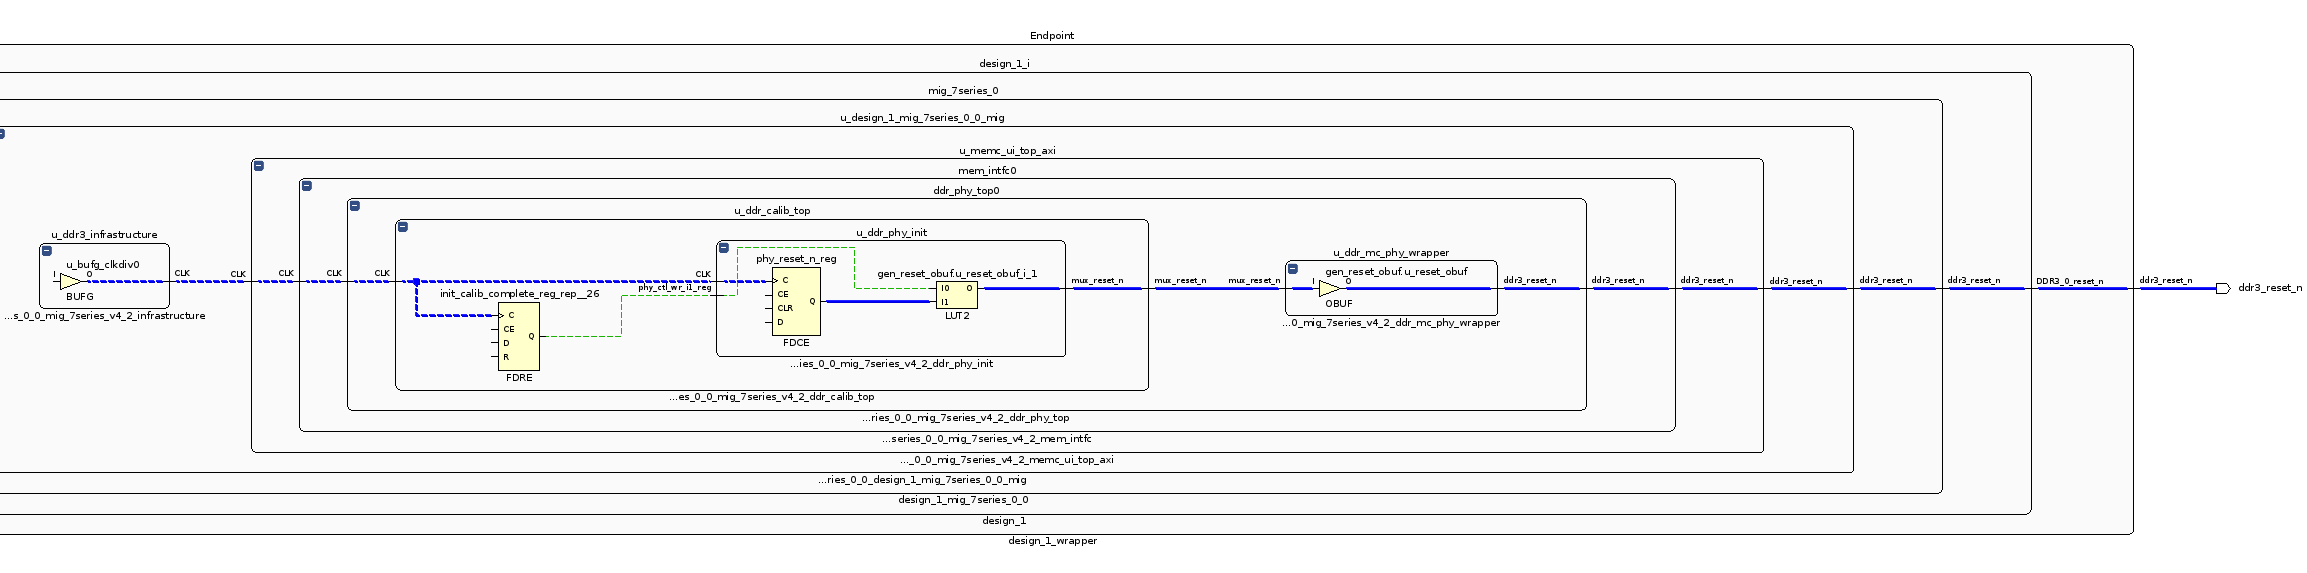 Endpoint
design_1_i
mig_7series_0
u_design_1_mig_7series_0_0_mig
u_memc_ui_top_axi
mem_intfc0
ddr_phy_top0
u_ddr_calib_top
u_ddr3_infrastructure
u_ddr_phy_init
u_ddr_mc_phy_wrapper
u_bufg_clkdiv0
phy_reset_n_reg
gen_reset_obuf.u_reset_obuf_i_1
gen_reset_obuf.u_reset_obuf
I O CLK CLK CLK CLK CLK CLK C mux_reset_n mux_reset_n mux_reset_n I O ddr3_reset_n ddr3_reset_n ddr3_reset_n ddr3_reset_n ddr3_reset_n ddr3_reset_n DDR3_0_reset_n ddr3_reset_n ddr3_reset_n
BUFG
init_calib_complete_reg_rep__26
phy_ctl_wr_i1_reg
CE
CLR
D
Q
FDCE
I0 O
I1
LUT2
OBUF
...s_0_0_mig_7series_v4_2_infrastructure
C
CE
D
R
Q
FDRE
...0_mig_7series_v4_2_ddr_mc_phy_wrapper
...ies_0_0_mig_7series_v4_2_ddr_phy_init
...es_0_0_mig_7series_v4_2_ddr_calib_top
...ries_0_0_mig_7series_v4_2_ddr_phy_top
...series_0_0_mig_7series_v4_2_mem_intfc
..._0_0_mig_7series_v4_2_memc_ui_top_axi
...ries_0_0_design_1_mig_7series_0_0_mig
design_1_mig_7series_0_0
design_1
design_1_wrapper